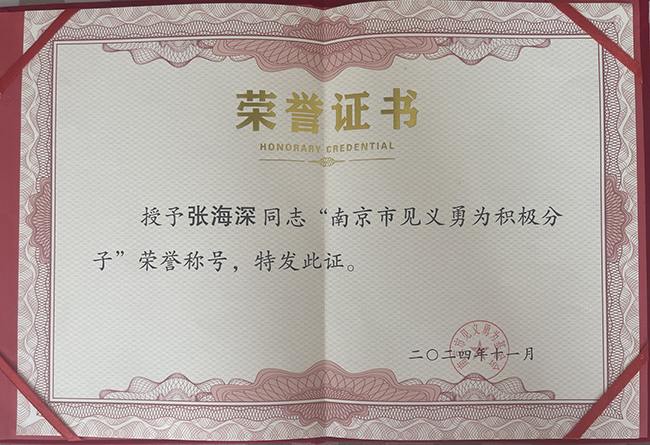 荣誉证书
HONORARY CREDENTIAL
授予张海深同志“南京市见义勇为积极分
子”荣誉称号，特发此证。
二〇二四年十一月